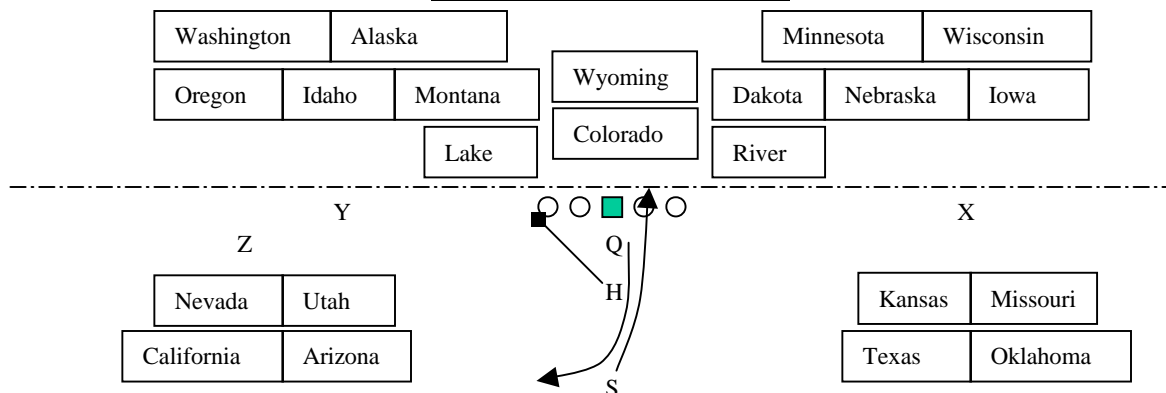 Washington Alaska Minnesota Wisconsin
Wyoming
Oregon Idaho Montana Dakota Nebraska Iowa
Colorado
Lake River
Y X
Z Q
Nevada Utah H Kansas Missouri
California Arizona Texas Oklahoma
S